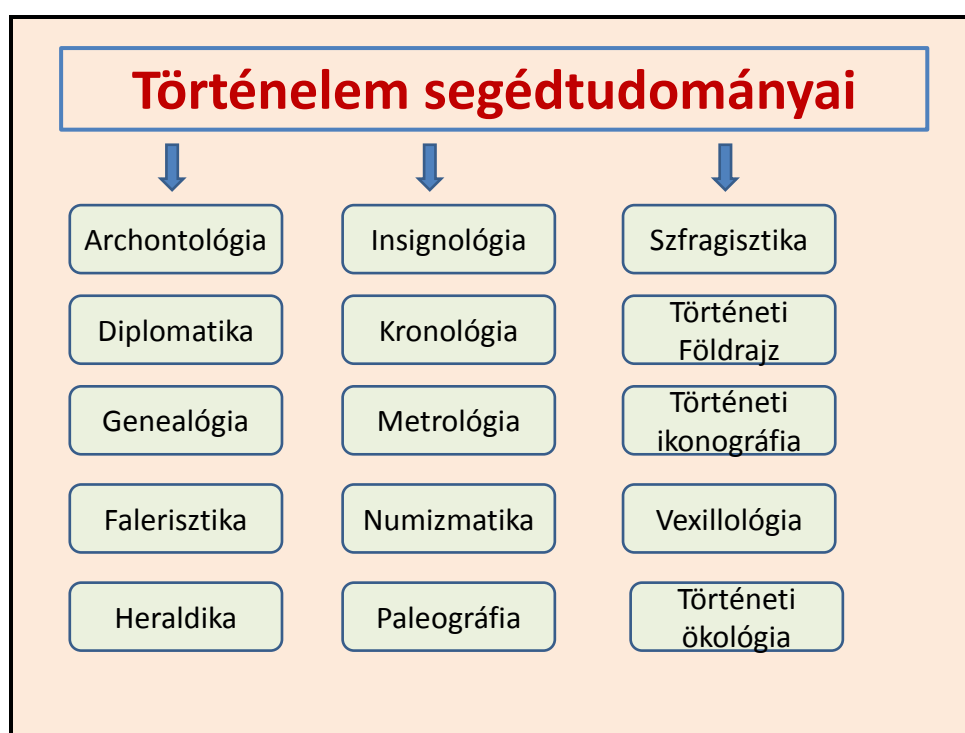 Történelem segédtudományai
Archontológia
Diplomatika
Genealógia
Falerisztika
Heraldika
Insignológia
Kronológia
Metrológia
Numizmatika
Paleográfia
Szfragisztika
Történeti
Földrajz
Történeti
ikonográfia
Vexillológia
Történeti
ökológia